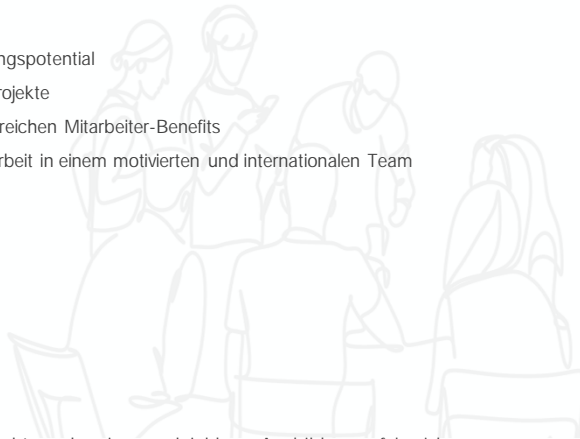 ngspotential
rojekte
reichen Mitarbeiter-Benefits
rbeit in einem motivierten und internationalen Team